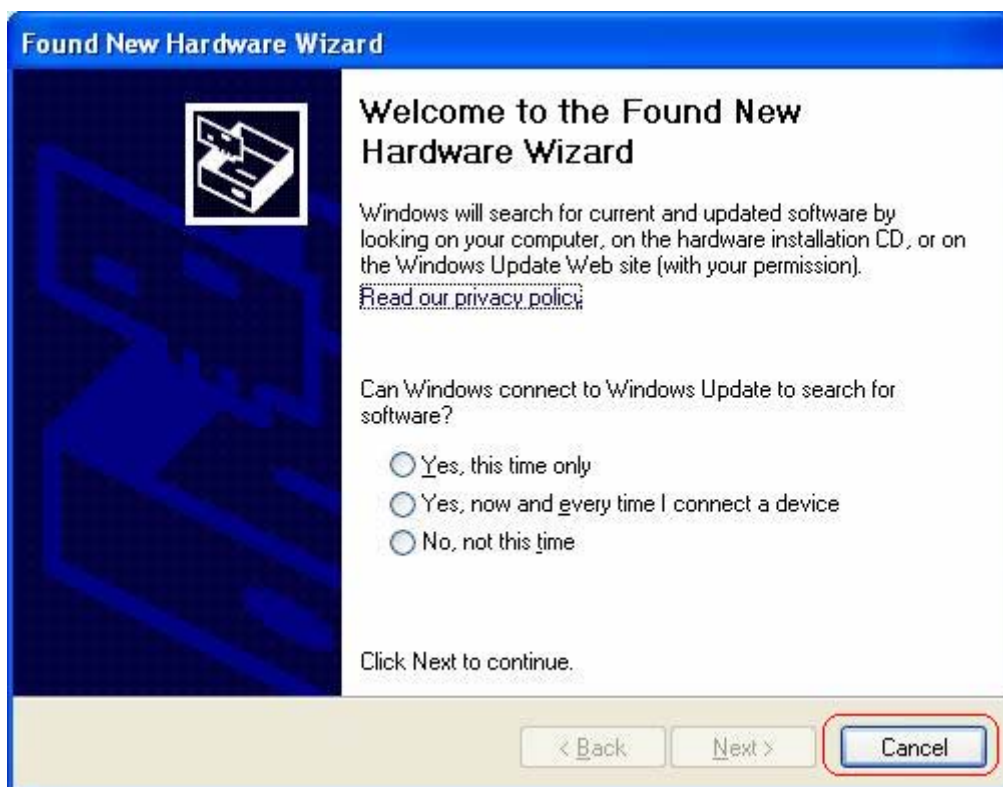 Found New Hardware Wizard
Welcome to the Found New
Hardware Wizard
Windows will search for current and updated software by
looking on your computer, on the hardware installation CD, or on
the Windows Update Web site (with your permission).
Read our privacy policy
Can Windows connect to Windows Update to search for
software?
Yes, this time only
Yes, now and every time I connect a device
No, not this time
Click Next to continue.
< Back Next > Cancel